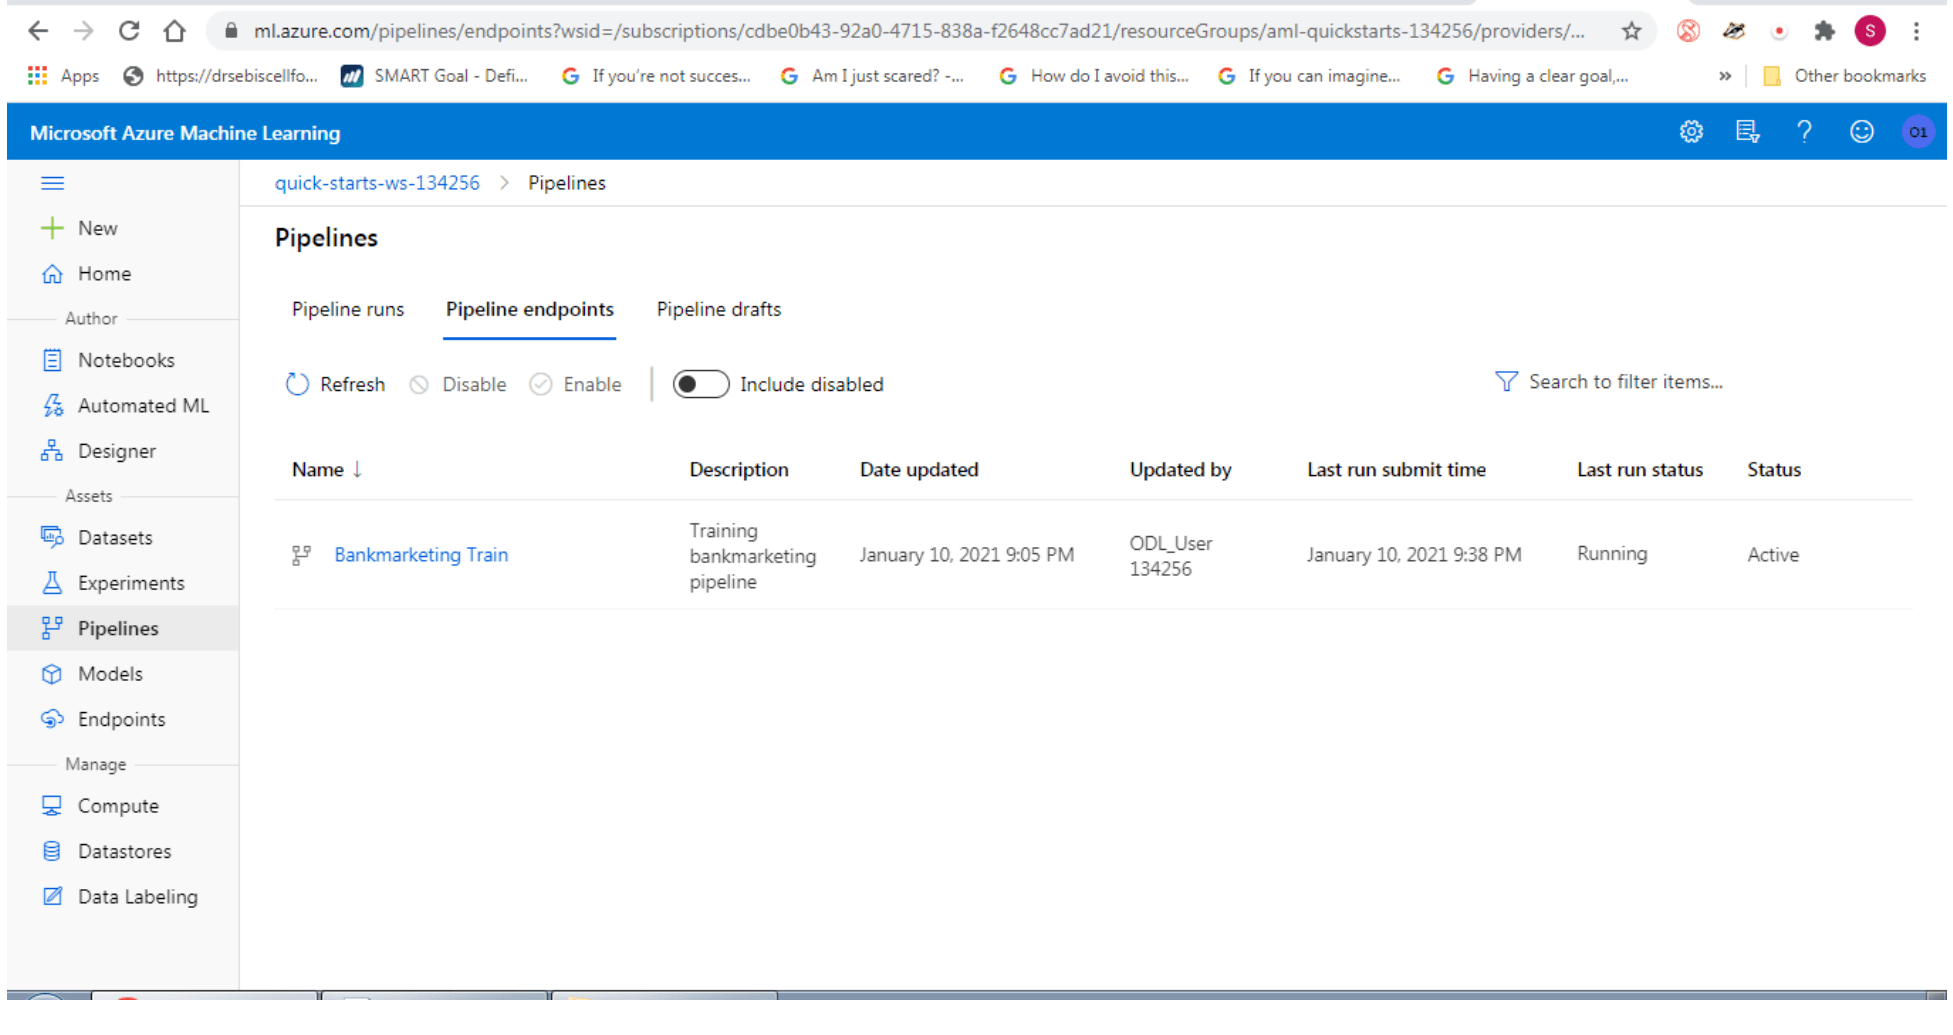 ml.azure.com/pipelines/endpoints?wsid=/subscriptions/cdbe0b43-92a0-4715-838a-f2648cc7ad21/resourceGroups/aml-quickstarts-134256/providers/... S
Apps https://drsebiscellfo... SMART Goal - Defi... If you're not succes... Am I just scared? -... How do I avoid this... If you can imagine... Having a clear goal,... » Other bookmarks
Microsoft Azure Machine Learning ? O1
quick-starts-ws-134256 > Pipelines
New
Pipelines
Home
Pipeline runs Pipeline endpoints Pipeline drafts
Author
Notebooks
Refresh Disable Enable Include disabled Search to filter items...
Automated ML
Designer
Name ↓ Description Date updated Updated by Last run submit time Last run status Status
Assets
Datasets
Bankmarketing Train Training
bankmarketing
pipeline January 10, 2021 9:05 PM ODL_User
134256 January 10, 2021 9:38 PM Running Active
Experiments
Pipelines
Models
Endpoints
Manage
Compute
Datastores
Data Labeling